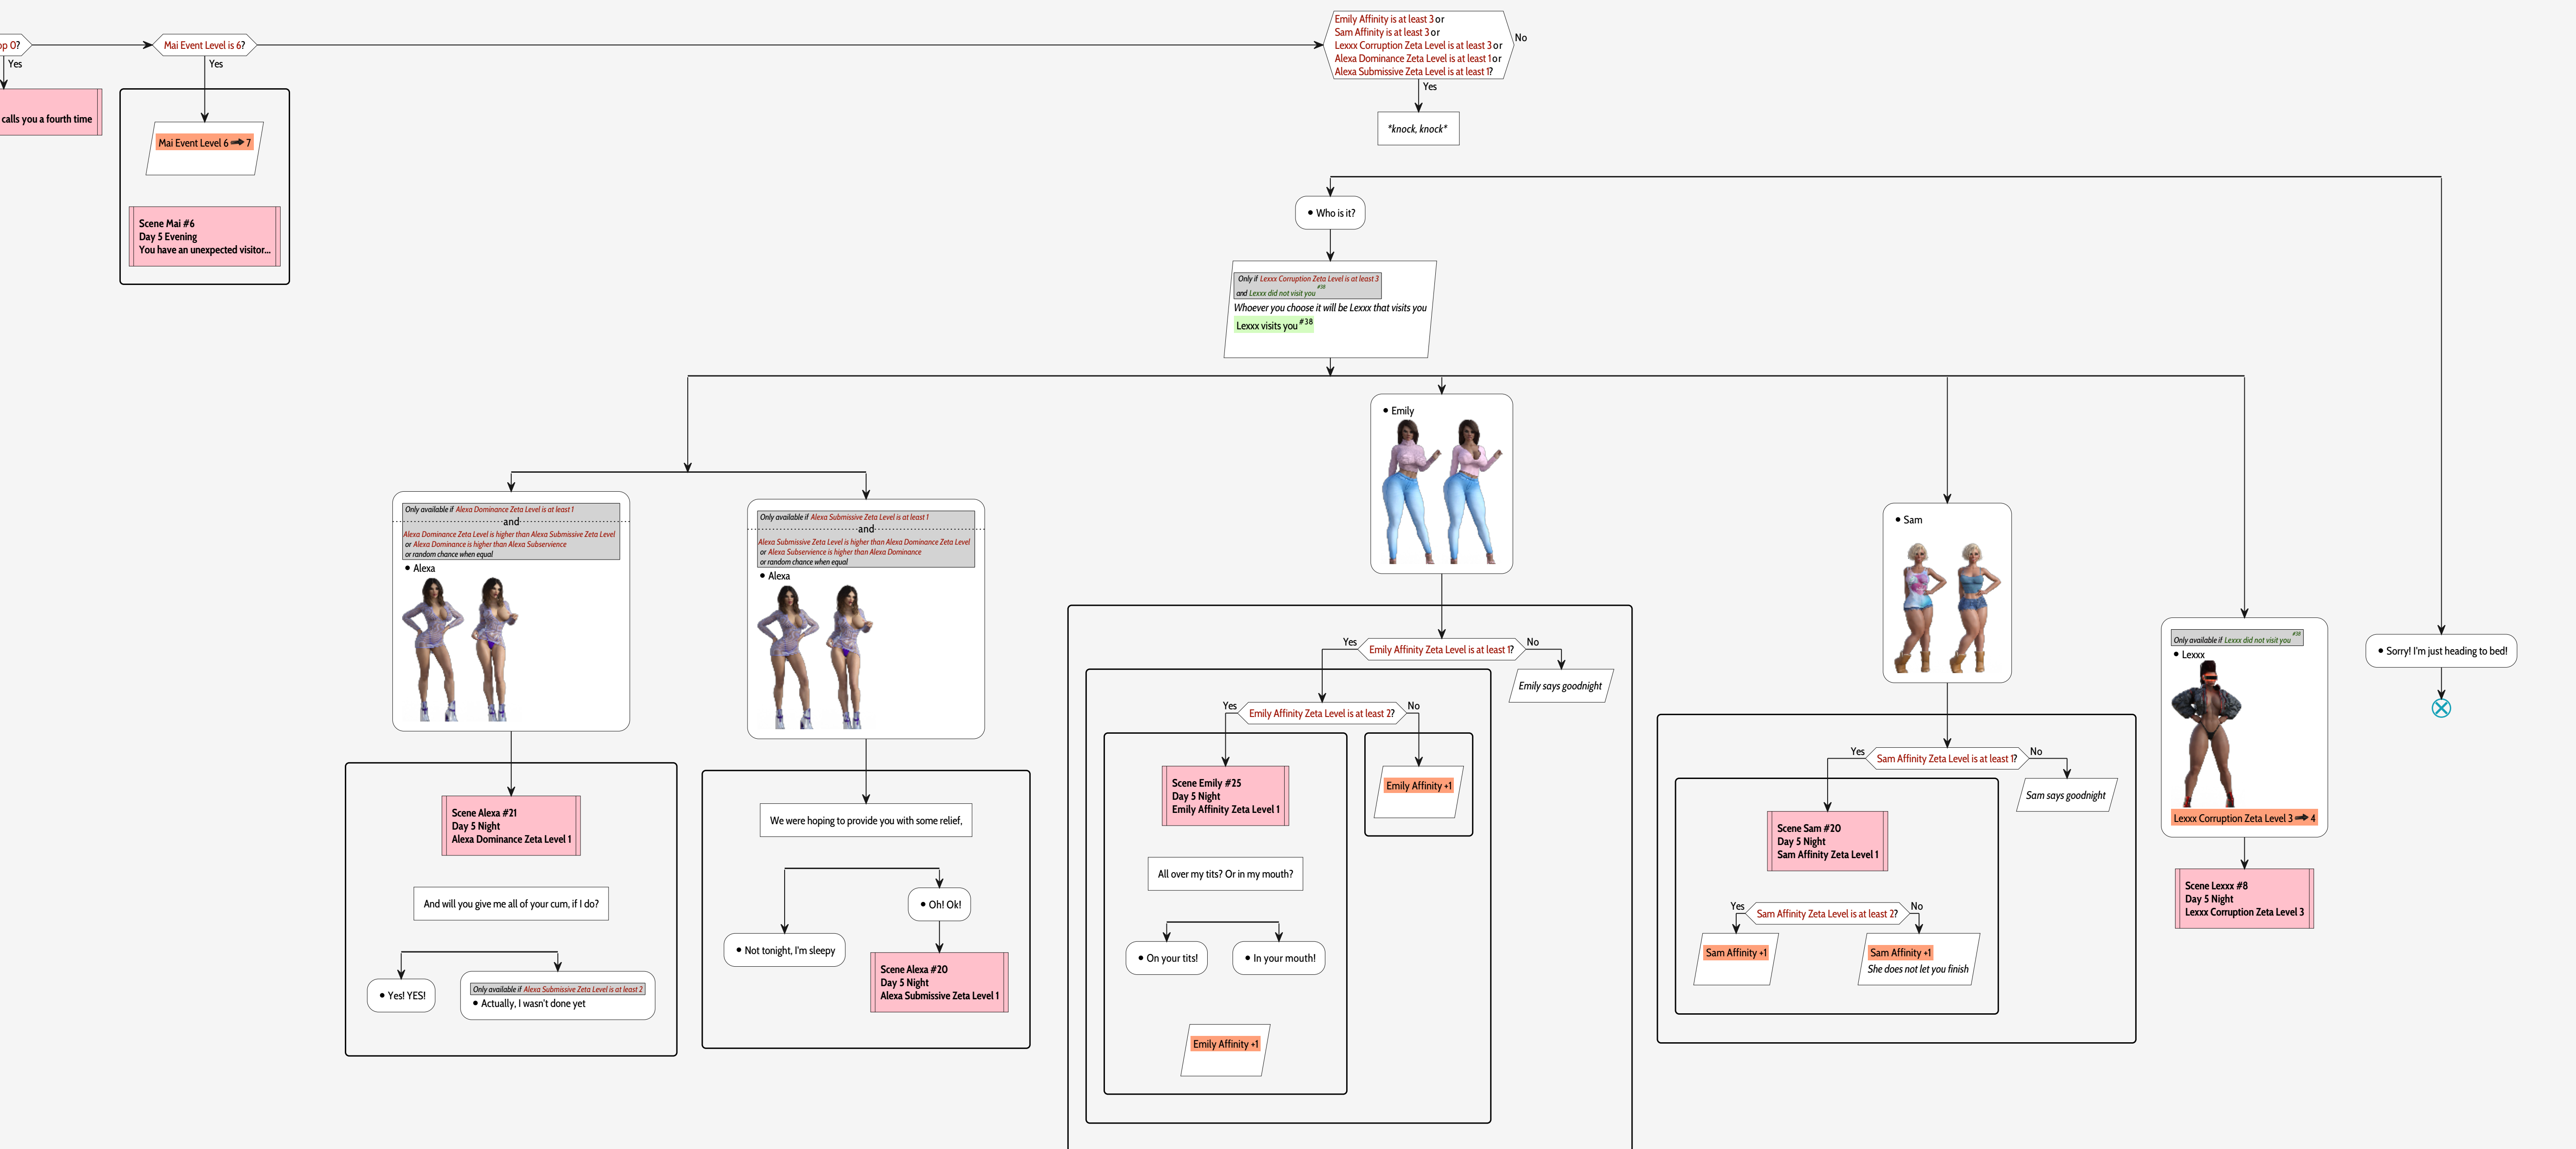 op 0?
Yes
calls you a fourth time
Mai Event Level is 6?
Yes
Mai Event Level 6 ➡ 7
Scene Mai #6
Day 5 Evening
You have an unexpected visitor...
Emily Affinity is at least 3 or
Sam Affinity is at least 3 or
Lexxx Corruption Zeta Level is at least 3 or
Alexa Dominance Zeta Level is at least 1 or
Alexa Submissive Zeta Level is at least 1?
No
Yes
*knock, knock*
• Who is it?
Only if Lexxx Corruption Zeta Level is at least 3
and Lexxx did not visit you #38
Whoever you choose it will be Lexxx that visits you
Lexxx visits you #38
Only available if Alexa Dominance Zeta Level is at least 1
and
Alexa Dominance Zeta Level is higher than Alexa Submissive Zeta Level
or Alexa Dominance is higher than Alexa Subservience
or random chance when equal
• Alexa
Scene Alexa #21
Day 5 Night
Alexa Dominance Zeta Level 1
And will you give me all of your cum, if I do?
• Yes! YES!
Only available if Alexa Submissive Zeta Level is at least 2
• Actually, I wasn't done yet
Only available if Alexa Submissive Zeta Level is at least 1
and
Alexa Submissive Zeta Level is higher than Alexa Dominance Zeta Level
or Alexa Subservience is higher than Alexa Dominance
or random chance when equal
• Alexa
We were hoping to provide you with some relief,
• Not tonight, I'm sleepy
• Oh! Ok!
Scene Alexa #20
Day 5 Night
Alexa Submissive Zeta Level 1
• Emily
Yes
Emily Affinity Zeta Level is at least 1?
No
Emily says goodnight
Yes
Emily Affinity Zeta Level is at least 2?
No
Scene Emily #25
Day 5 Night
Emily Affinity Zeta Level 1
All over my tits? Or in my mouth?
• On your tits!
• In your mouth!
Emily Affinity +1
Emily Affinity +1
• Sam
Yes
Sam Affinity Zeta Level is at least 1?
No
Sam says goodnight
Scene Sam #20
Day 5 Night
Sam Affinity Zeta Level 1
Yes
Sam Affinity Zeta Level is at least 2?
No
Sam Affinity +1
Sam Affinity +1
She does not let you finish
Only available if Lexxx did not visit you #38
• Lexxx
Lexxx Corruption Zeta Level 3 ➡ 4
Scene Lexxx #8
Day 5 Night
Lexxx Corruption Zeta Level 3
• Sorry! I'm just heading to bed!